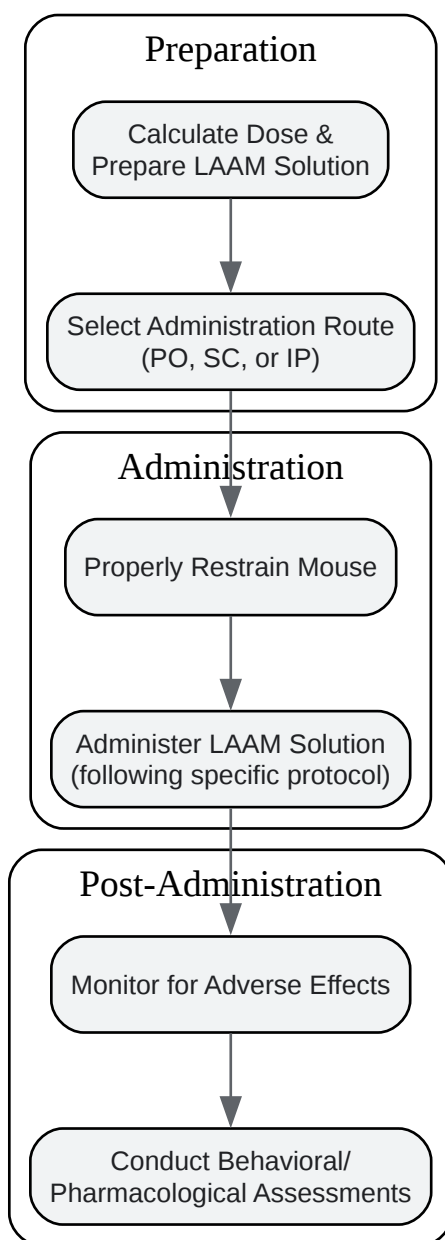 Preparation
Calculate Dose &
Prepare LAAM Solution
Select Administration Route
(PO, SC, or IP)
Administration
Properly Restrain Mouse
Administer LAAM Solution
(following specific protocol)
Post-Administration
Monitor for Adverse Effects
Conduct Behavioral/
Pharmacological Assessments